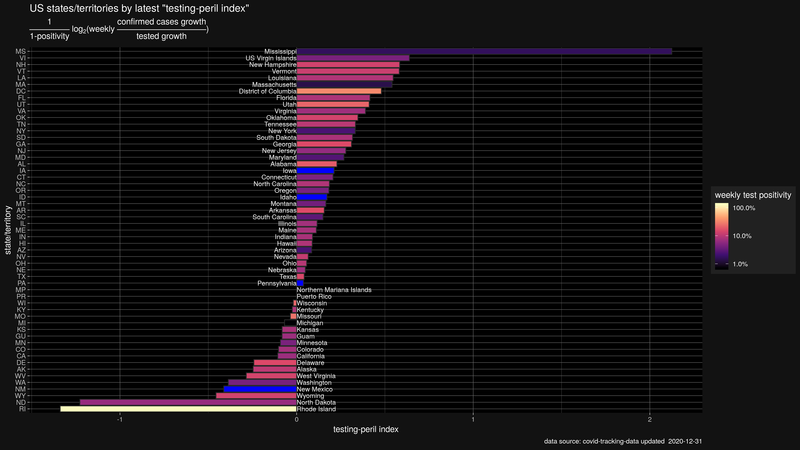 US states/territories by latest "testing-peril index"
1
1-positivity
log2(weekly
confirmed cases growth
tested growth
)
MS Mississippi
VI US Virgin Islands
NH New Hampshire
VT Vermont
LA Louisiana
MA Massachusetts
DC District of Columbia
FL Florida
UT Utah
VA Virginia
OK Oklahoma
TN Tennessee
NY New York
SD South Dakota
GA Georgia
NJ New Jersey
MD Maryland
AL Alabama
IA Iowa
CT Connecticut
NC North Carolina
OR Oregon
ID Idaho
MT Montana
AR Arkansas
SC South Carolina
IL Illinois
ME Maine
IN Indiana
HI Hawaii
AZ Arizona
NV Nevada
OH Ohio
NE Nebraska
TX Texas
PA Pennsylvania
MP Northern Mariana Islands
PR Puerto Rico
WI Wisconsin
KY Kentucky
MO Missouri
MI Michigan
KS Kansas
GU Guam
MN Minnesota
CO Colorado
CA California
DE Delaware
AK Alaska
WV West Virginia
WA Washington
NM New Mexico
WY Wyoming
ND North Dakota
RI Rhode Island
state/territory
-1 0 1 2
testing-peril index
weekly test positivity
100.0%
10.0%
1.0%
data source: covid-tracking-data updated 2020-12-31